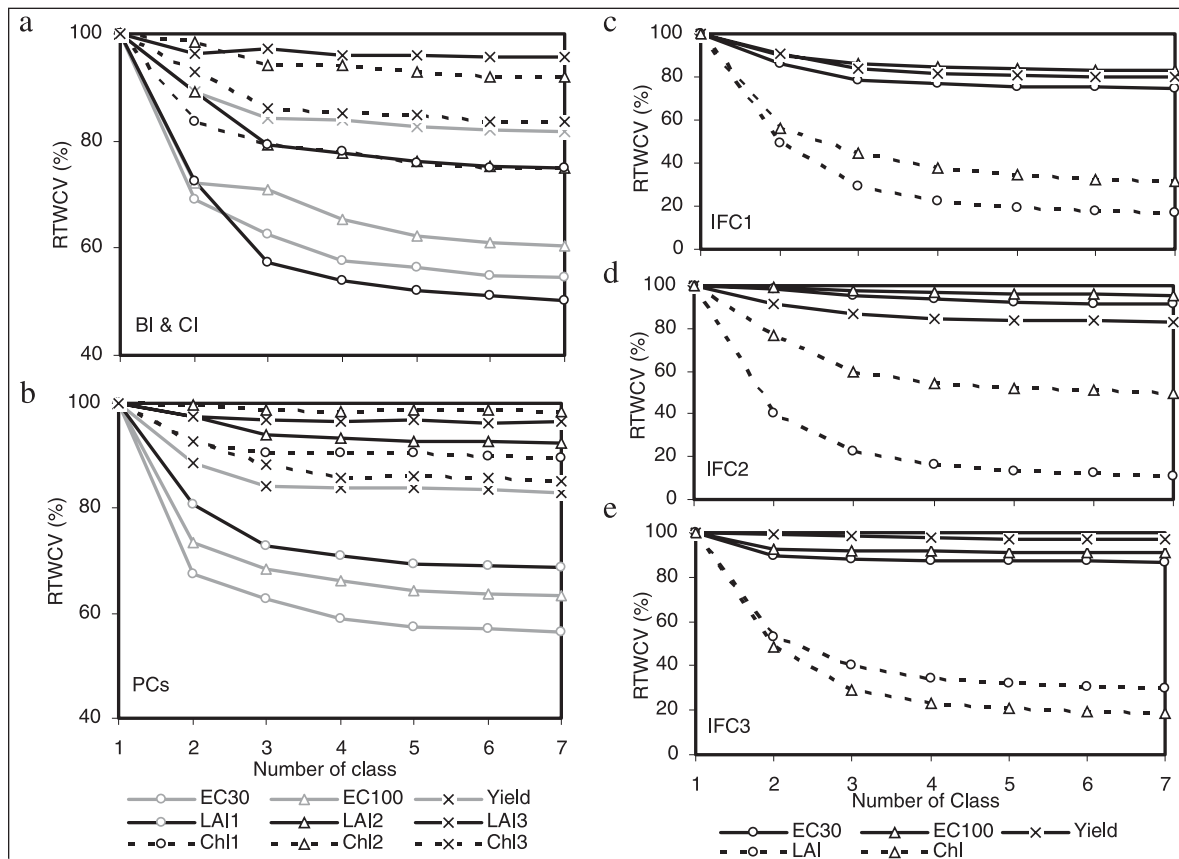 a
100
80
60
40
RTWCV (%)
BI & CI
b
100
80
60
40
RTWCV (%)
PCs
1 2 3 4 5 6 7
Number of class
EC30 EC100 Yield
LAI1 LAI2 LAI3
Chl1 Chl2 Chl3
c
100
80
60
40
20
0
RTWCV (%)
IFC1
d
100
80
60
40
20
0
RTWCV (%)
IFC2
e
100
80
60
40
20
0
RTWCV (%)
IFC3
1 2 3 4 5 6 7
Number of Class
EC30 EC100 Yield
LAI Chl